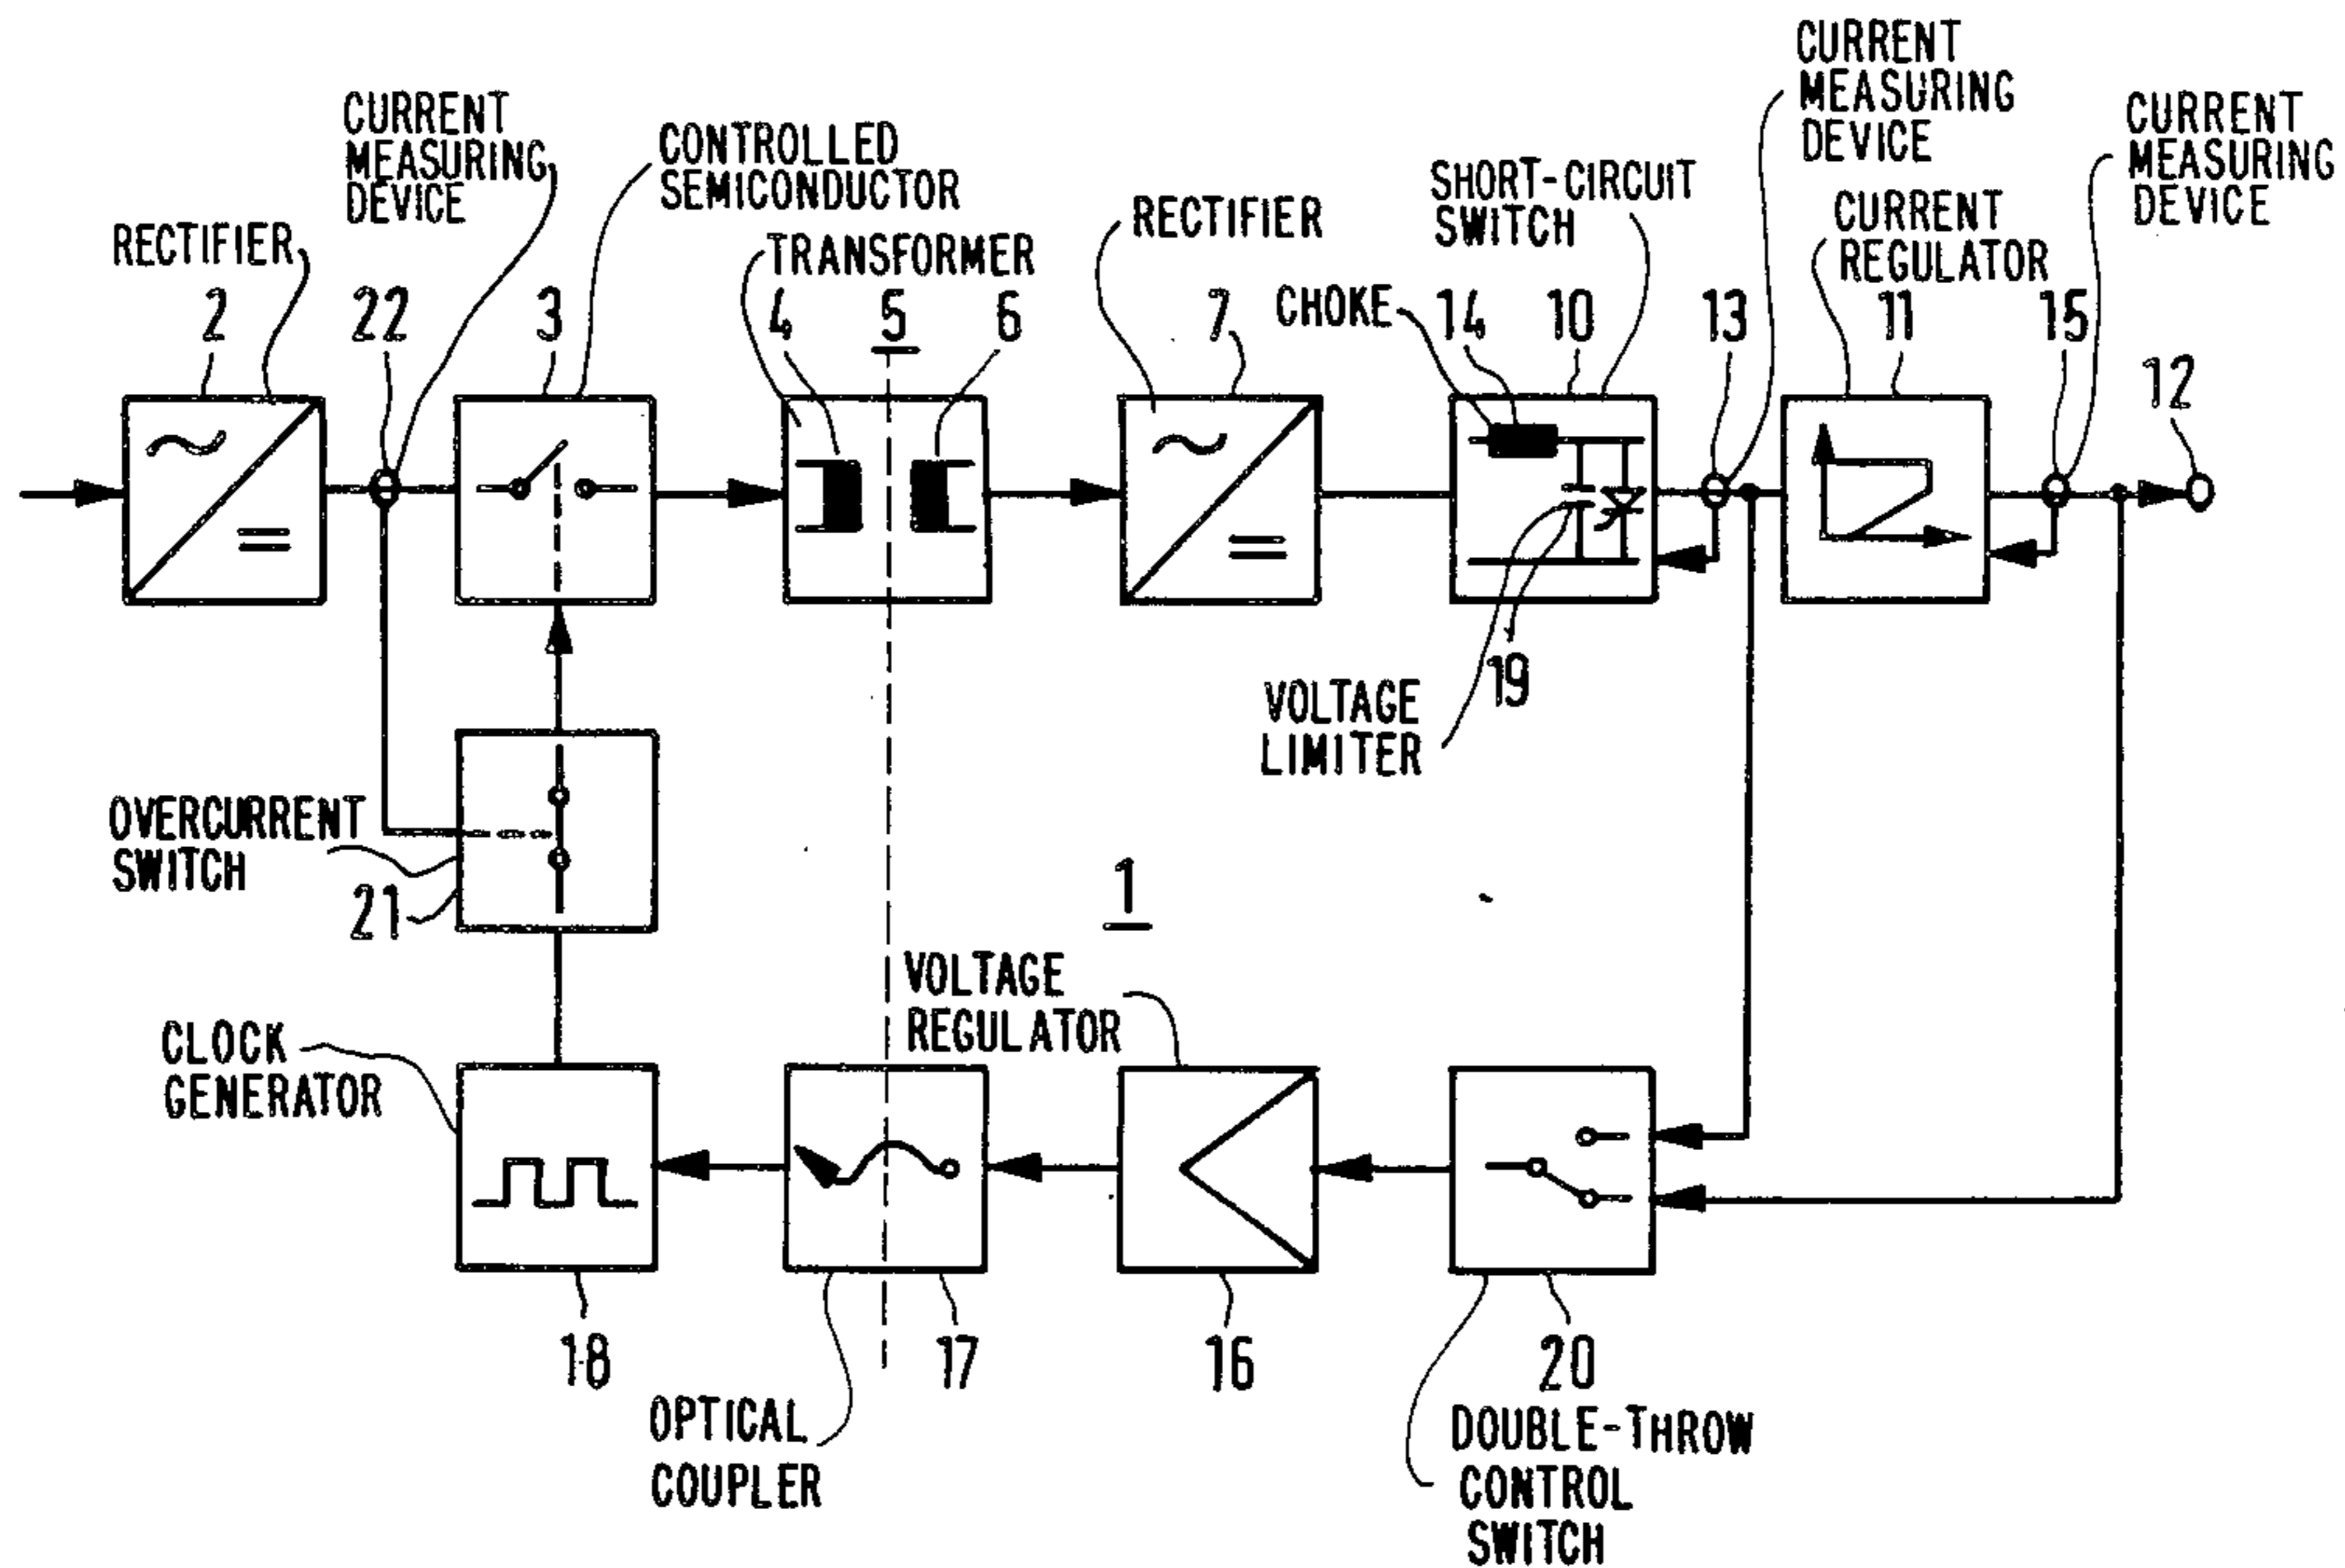 CURRENT
MEASURING
DEVICE
CURRENT
MEASURING
DEVICE
CURRENT
MEASURING
DEVICE
CONTROLLED
SEMICONDUCTOR
SHORT-CIRCUIT
SWITCH
CURRENT
REGULATOR
RECTIFIER
TRANSFORMER
RECTIFIER
CHOKE
2
22
3
4
5
6
7
14
10
13
11
15
12
19
VOLTAGE
LIMITER
OVERCURRENT
SWITCH
21
1
VOLTAGE
REGULATOR
CLOCK
GENERATOR
18
17
16
20
OPTICAL
COUPLER
DOUBLE-THROW
CONTROL
SWITCH